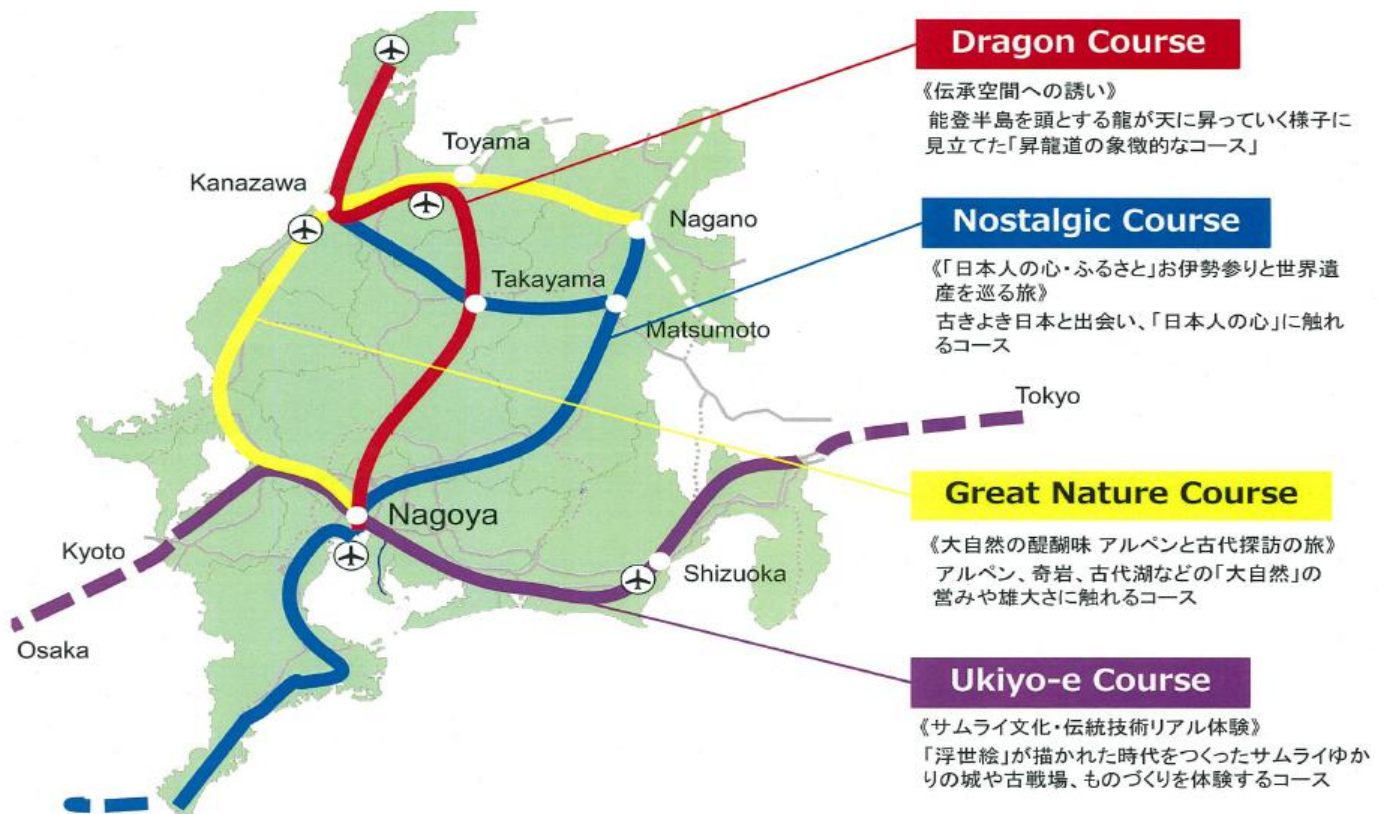 Dragon Course
《伝承空間への誘い》
能登半島を頭とする龍が天に昇っていく様子に
見立てた「昇龍道の象徴的なコース」
Toyama
Kanazawa
Nagano
Takayama
Matsumoto
Nostalgic Course
《「日本人の心・ふるさと」お伊勢参りと世界遺
産を巡る旅》
古きよき日本と出会い、「日本人の心」に触れ
るコース
Tokyo
Great Nature Course
《大自然の醍醐味 アルペンと古代探訪の旅》
アルペン、奇岩、古代湖などの「大自然」の
営みや雄大さに触れるコース
Nagoya
Kyoto
Shizuoka
Osaka
Ukiyo-e Course
《サムライ文化・伝統技術リアル体験》
「浮世絵」が描かれた時代をつくったサムライゆか
りの城や古戦場、ものづくりを体験するコース